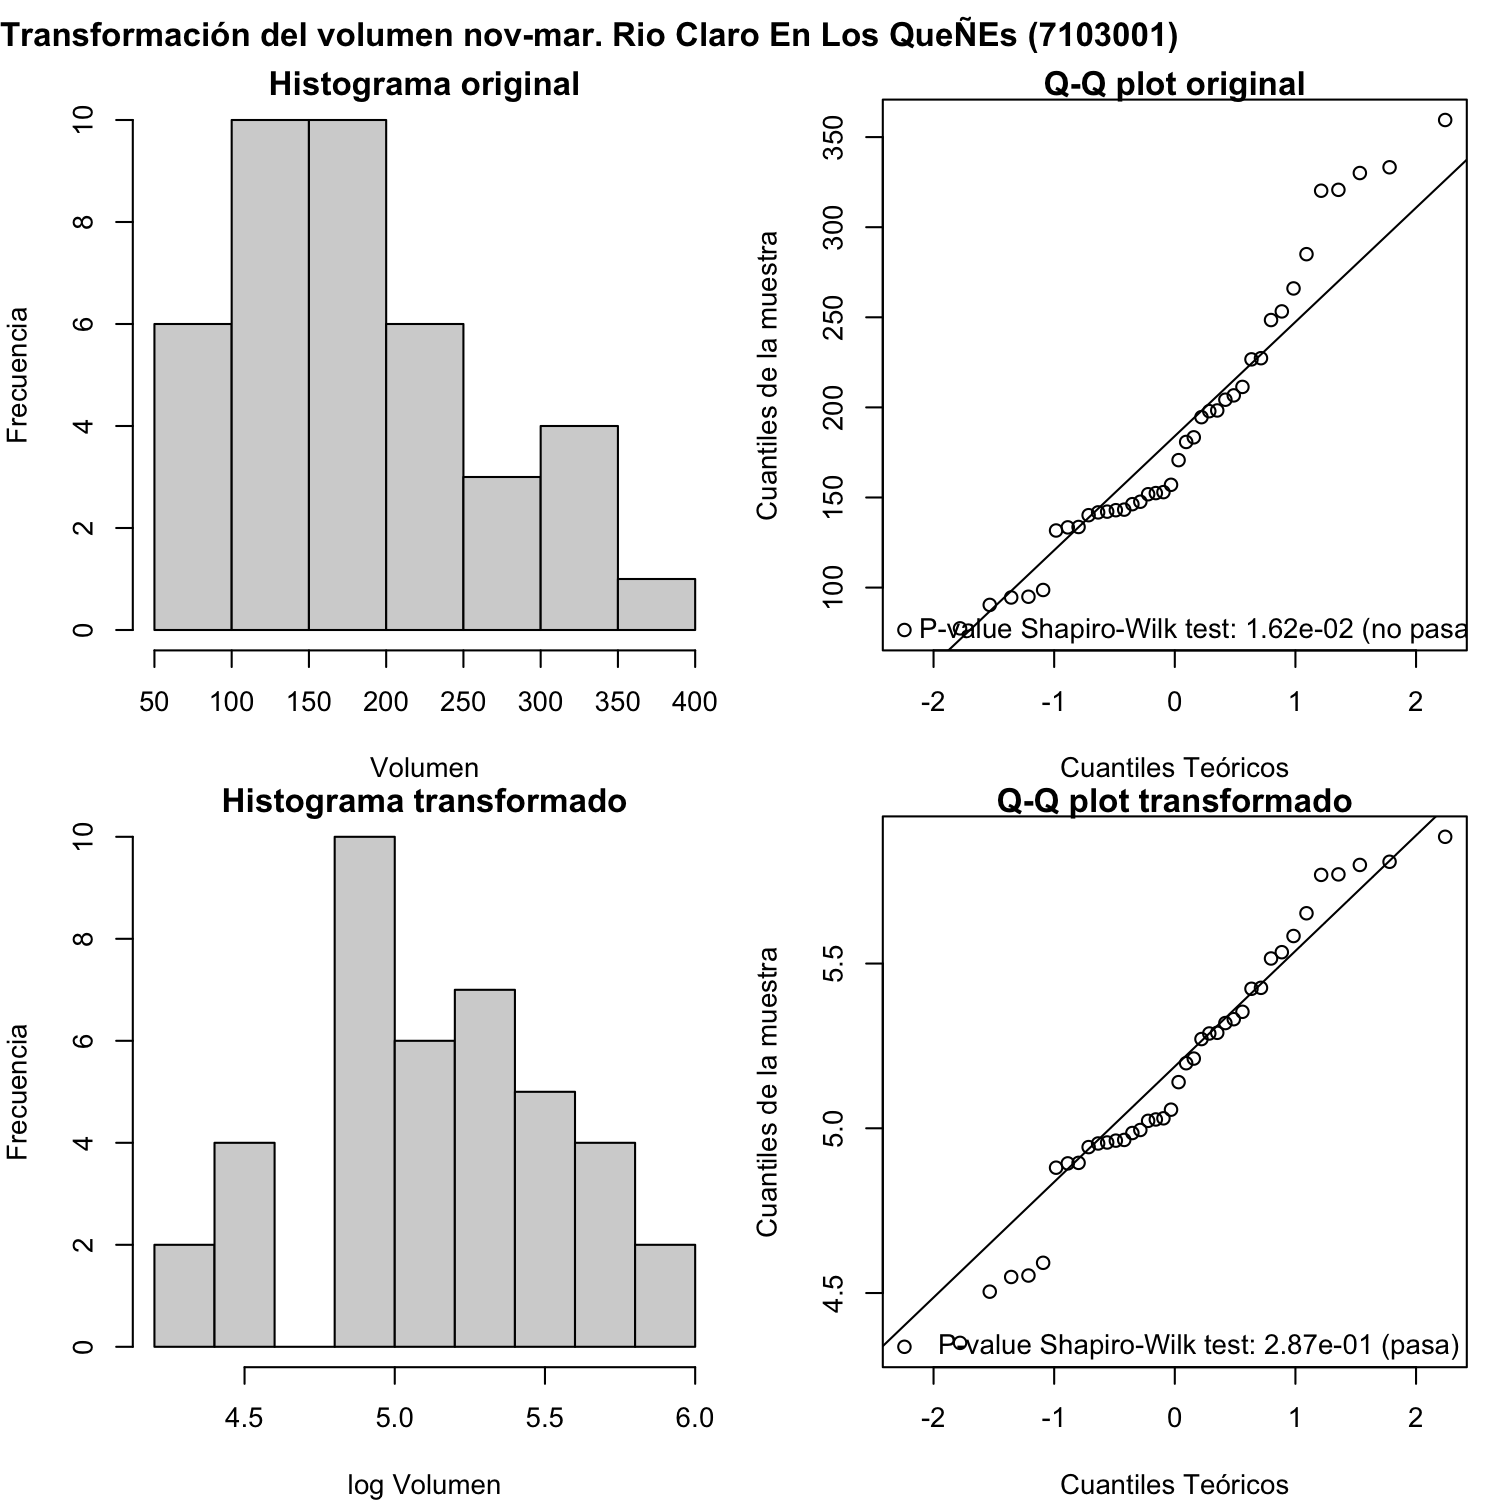 Transformación del volumen nov-mar. Rio Claro En Los QueÑEs (7103001)
Histograma original
Frecuencia
0 2 4 6 8 10
50 100 150 200 250 300 350 400
Volumen
Q-Q plot original
Cuantiles de la muestra
100 150 200 250 300 350
P-value Shapiro-Wilk test: 1.62e-02 (no pasa
-2 -1 0 1 2
Cuantiles Teóricos
Histograma transformado
Frecuencia
0 2 4 6 8 10
4.5 5.0 5.5 6.0
log Volumen
Q-Q plot transformado
Cuantiles de la muestra
4.5 5.0 5.5
P-value Shapiro-Wilk test: 2.87e-01 (pasa)
-2 -1 0 1 2
Cuantiles Teóricos